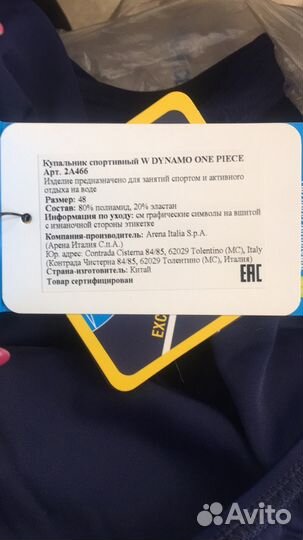 Купальник спортивный W DYNAMO ONE PIECE
Арт. 2A466
Изделие предназначено для занятий спортом и активного
отдыха на воде
Размер: 48
Состав: 80% полиамид, 20% эластан
Информация по уходу: см графические символы на вшитой
с изнаночной стороны этикетке
Компания-производитель: Arena Italia S.p.A.
(Арена Италия С.п.А.)
Юр. адрес: Contrada Cisterna 84/85, 62029 Tolentino (MC), Italy
(Контрада Чистерна 84/85, 62029 ТОЛЕНТИНО (МС), Италия)
Страна-изготовитель: Китай
Товар сертифицирован
EAC
EXC
Avito